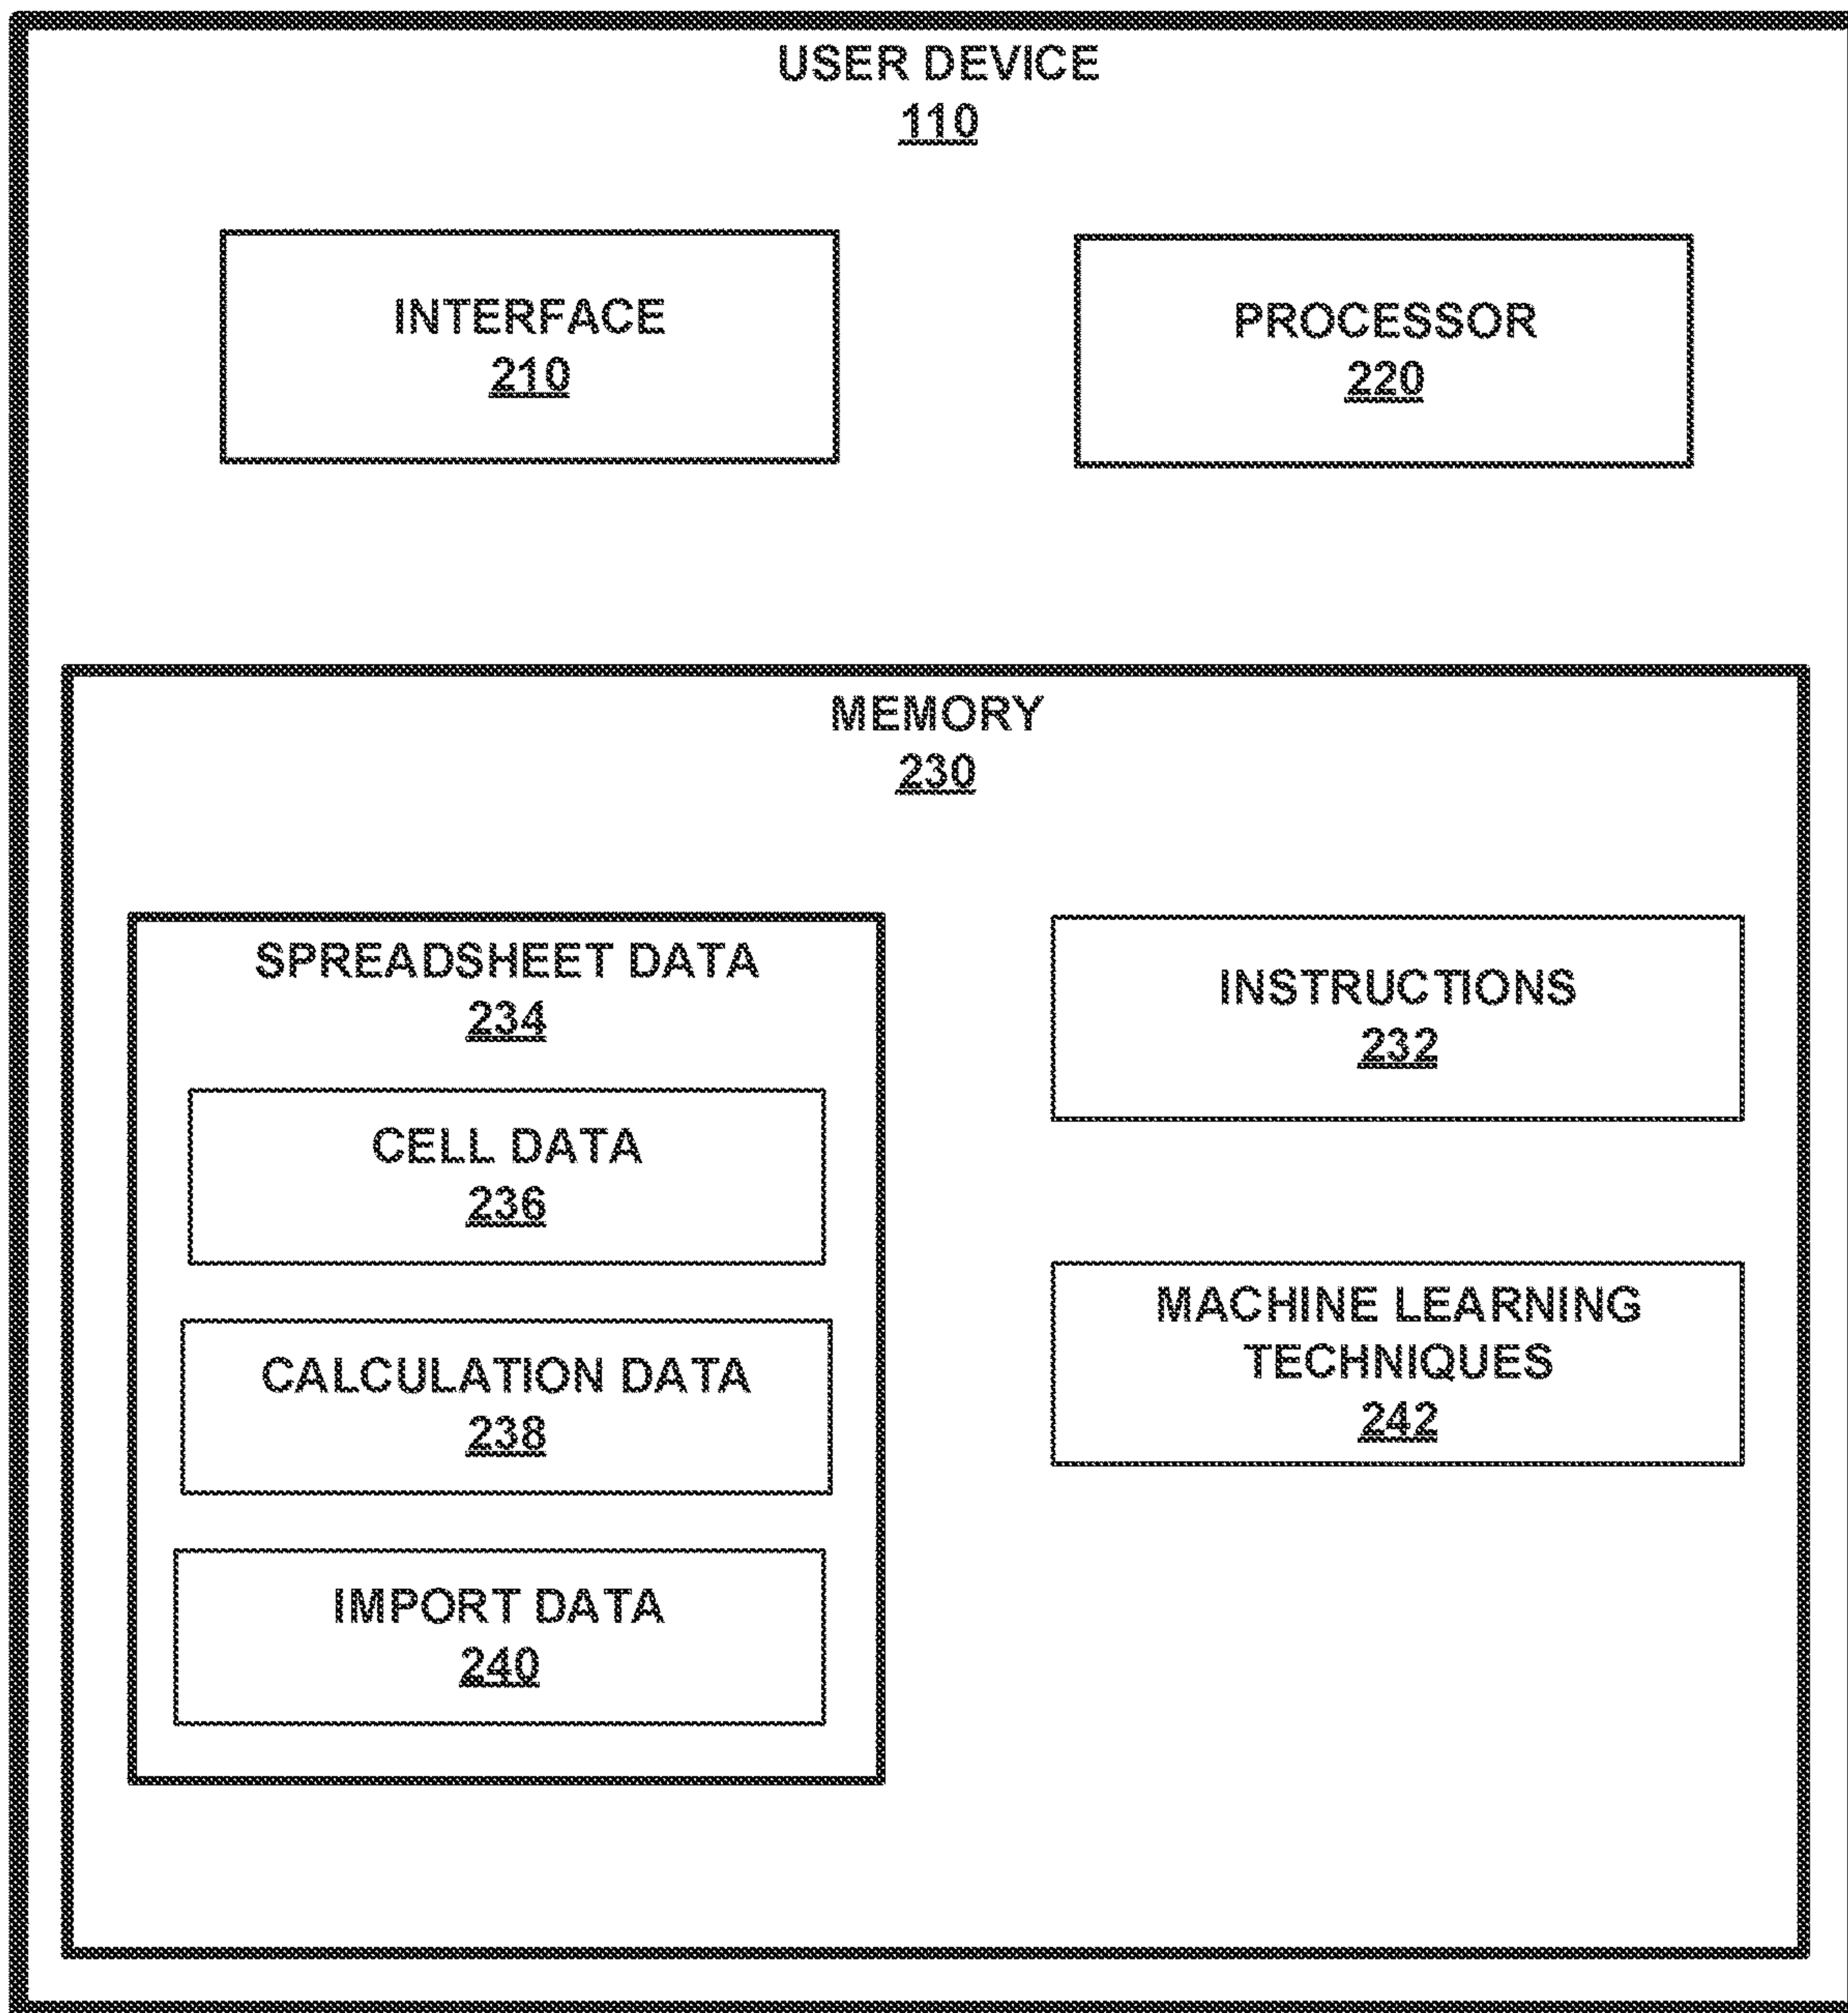 USER DEVICE
110
INTERFACE
210
PROCESSOR
220
MEMORY
230
SPREADSHEET DATA
234
CELL DATA
236
CALCULATION DATA
238
IMPORT DATA
240
INSTRUCTIONS
232
MACHINE LEARNING
TECHNIQUES
242